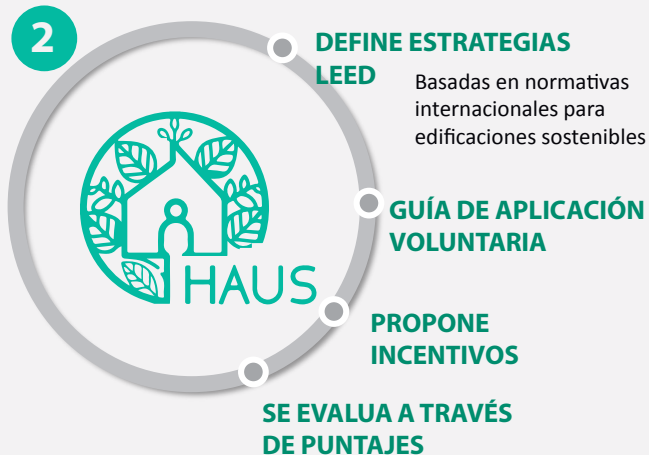 2
DEFINE ESTRATEGIAS
LEED
Basadas en normativas
internacionales para
edificaciones sostenibles
HAUS
GUÍA DE APLICACIÓN
VOLUNTARIA
PROPONE
INCENTIVOS
SE EVALUA A TRAVÉS
DE PUNTAJES